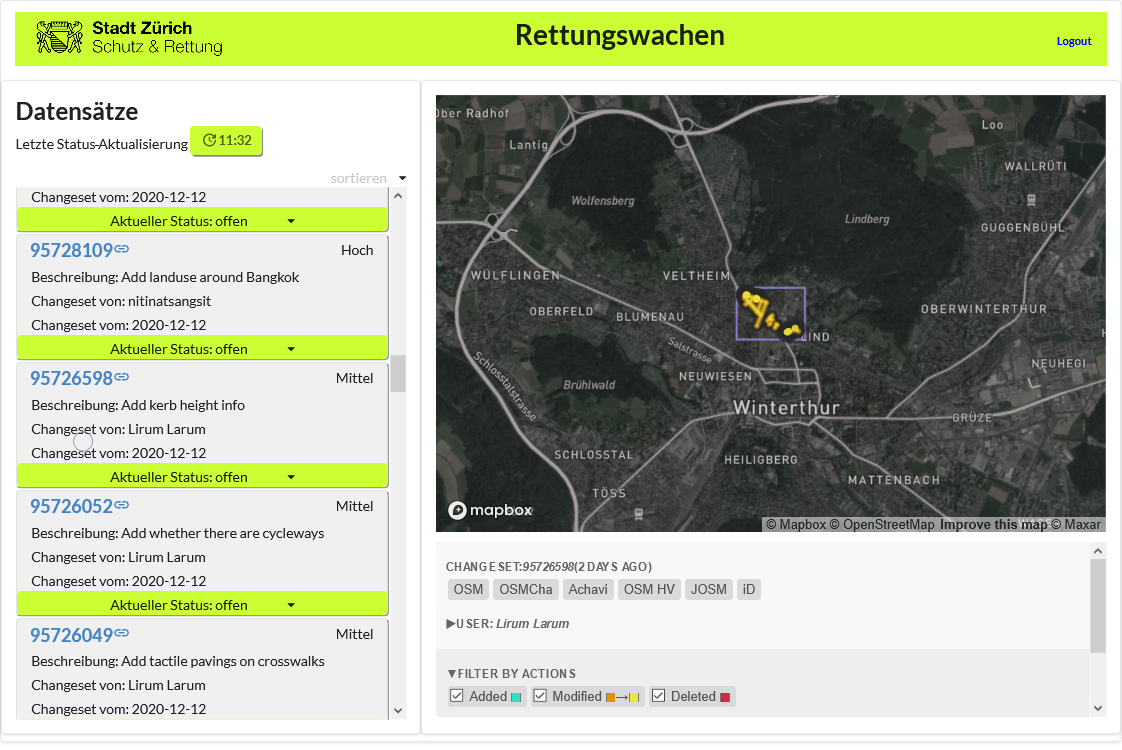 Stadt Zürich
Schutz & Rettung
Rettungswachen
Logout
Datensätze
Letzte Status-Aktualisierung 11:32
sortieren
Changeset vom: 2020-12-12
Aktueller Status: offen
95728109 Hoch
Beschreibung: Add landuse around Bangkok
Changeset von: nitinatsangsit
Changeset vom: 2020-12-12
Aktueller Status: offen
95726598 Mittel
Beschreibung: Add kerb height info
Changeset von: Lirum Larum
Changeset vom: 2020-12-12
Aktueller Status: offen
95726052 Mittel
Beschreibung: Add whether there are cycleways
Changeset von: Lirum Larum
Changeset vom: 2020-12-12
Aktueller Status: offen
95726049 Mittel
Beschreibung: Add tactile pavings on crosswalks
Changeset von: Lirum Larum
Changeset vom: 2020-12-12
Ober Radhof
Lantig
Loo
WALLRÜTI
Wolfensberg
Lindberg
GUGGENBÜHL
WÜLFLINGEN
VELTHEIM
OBERFELD
BLUMENAU
OBERWINTERTHUR
LIND
Salstrasse
Schlosstalstrasse
NEUHEGI
NEUWIESEN
Brühlwald
Winterthur
GRÜZE
SCHLOSSTAL
HEILIGBERG
MATTENBACH
TÖSS
mapbox
© Mapbox © OpenStreetMap Improve this map © Maxar
CHANGESET:95726598(2 DAYS AGO)
OSM OSMCha Achavi OSM HV JOSM iD
▶USER: Lirum Larum
▼FILTER BY ACTIONS
Added Modified → Deleted